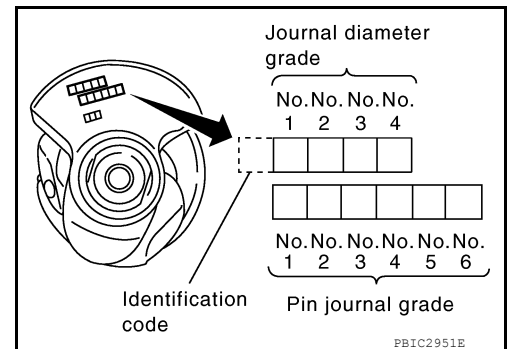 Journal diameter
grade
No. No. No. No.
1 2 3 4
No. No. No. No. No. No.
1 2 3 4 5 6
Identification
code
Pin journal grade
PBIC2951E